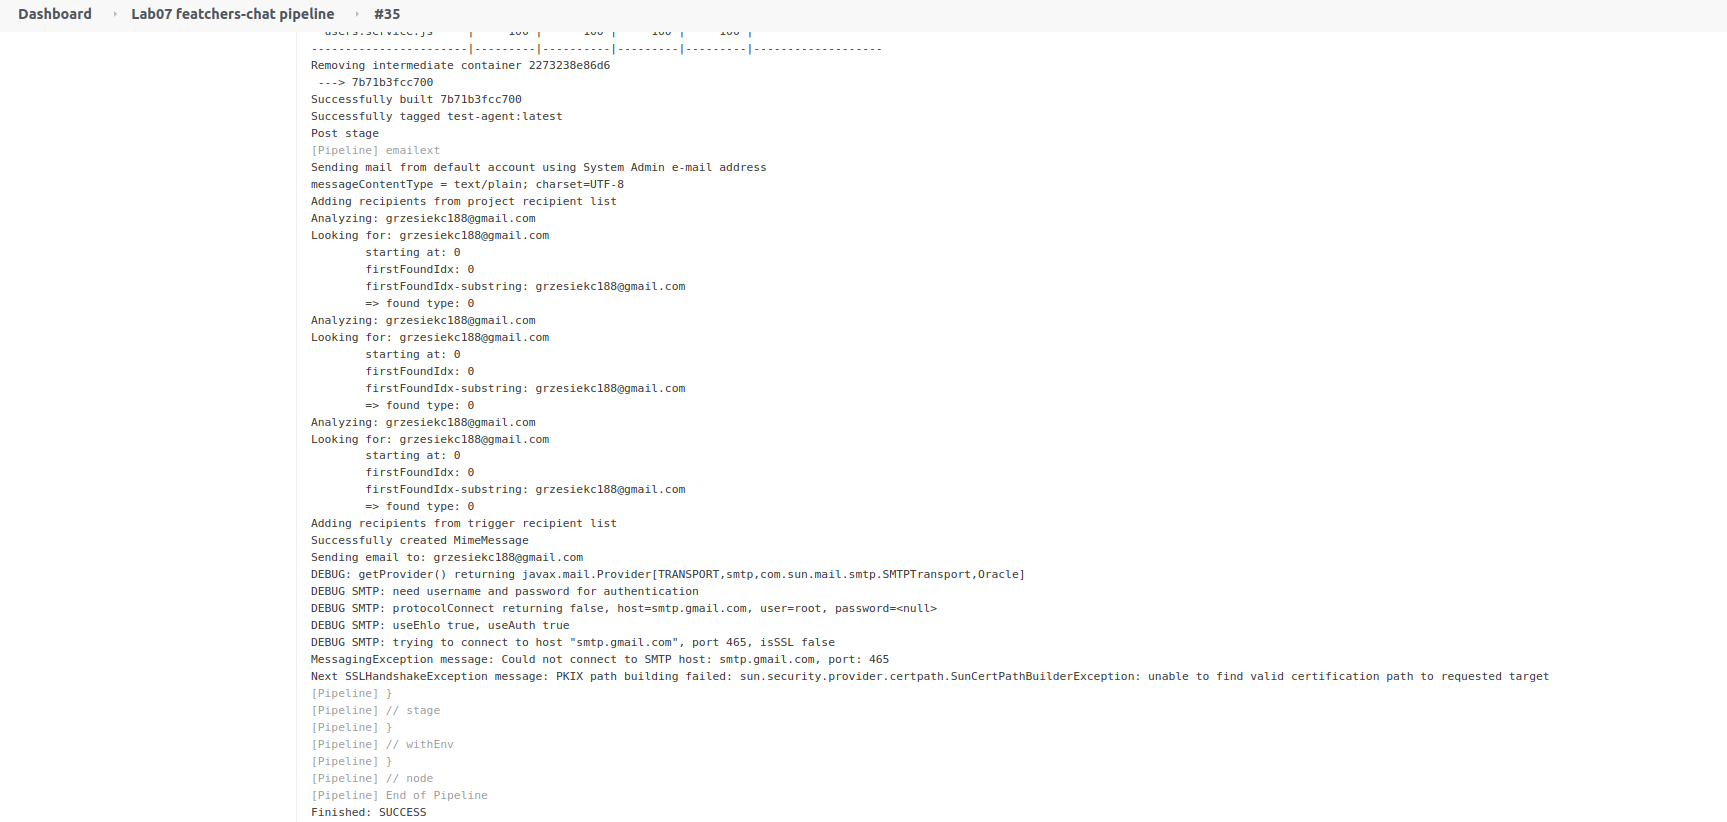 Dashboard › Lab07 featchers-chat pipeline › #35
users.service.js | 100 | 100 | 100 | 100 |
-----------------------|---------|----------|---------|---------|-------------------
Removing intermediate container 2273238e86d6
---> 7b71b3fcc700
Successfully built 7b71b3fcc700
Successfully tagged test-agent:latest
Post stage
[Pipeline] emailext
Sending mail from default account using System Admin e-mail address
messageContentType = text/plain; charset=UTF-8
Adding recipients from project recipient list
Analyzing: grzesiekc188@gmail.com
Looking for: grzesiekc188@gmail.com
starting at: 0
firstFoundIdx: 0
firstFoundIdx-substring: grzesiekc188@gmail.com
=> found type: 0
Analyzing: grzesiekc188@gmail.com
Looking for: grzesiekc188@gmail.com
starting at: 0
firstFoundIdx: 0
firstFoundIdx-substring: grzesiekc188@gmail.com
=> found type: 0
Analyzing: grzesiekc188@gmail.com
Looking for: grzesiekc188@gmail.com
starting at: 0
firstFoundIdx: 0
firstFoundIdx-substring: grzesiekc188@gmail.com
=> found type: 0
Adding recipients from trigger recipient list
Successfully created MimeMessage
Sending email to: grzesiekc188@gmail.com
DEBUG: getProvider() returning javax.mail.Provider[TRANSPORT,smtp,com.sun.mail.smtp.SMTPTransport,Oracle]
DEBUG SMTP: need username and password for authentication
DEBUG SMTP: protocolConnect returning false, host=smtp.gmail.com, user=root, password=<null>
DEBUG SMTP: useEhlo true, useAuth true
DEBUG SMTP: trying to connect to host "smtp.gmail.com", port 465, isSSL false
MessagingException message: Could not connect to SMTP host: smtp.gmail.com, port: 465
Next SSLHandshakeException message: PKIX path building failed: sun.security.provider.certpath.SunCertPathBuilderException: unable to find valid certification path to requested target
[Pipeline] }
[Pipeline] // stage
[Pipeline] }
[Pipeline] // withEnv
[Pipeline] }
[Pipeline] // node
[Pipeline] End of Pipeline
Finished: SUCCESS